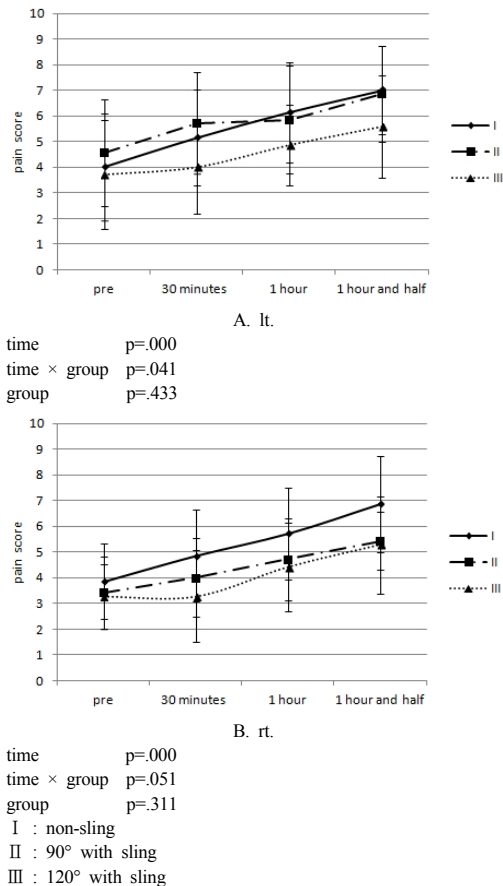 10
9
8
7
6
5
4
3
2
1
0
pain score
pre 30 minutes 1 hour 1 hour and half
I
II
III
A. lt.
time p=.000
time × group p=.041
group p=.433
10
9
8
7
6
5
4
3
2
1
0
pain score
pre 30 minutes 1 hour 1 hour and half
I
II
III
B. rt.
time p=.000
time × group p=.051
group p=.311
Ⅰ : non-sling
Ⅱ : 90° with sling
Ⅲ : 120° with sling